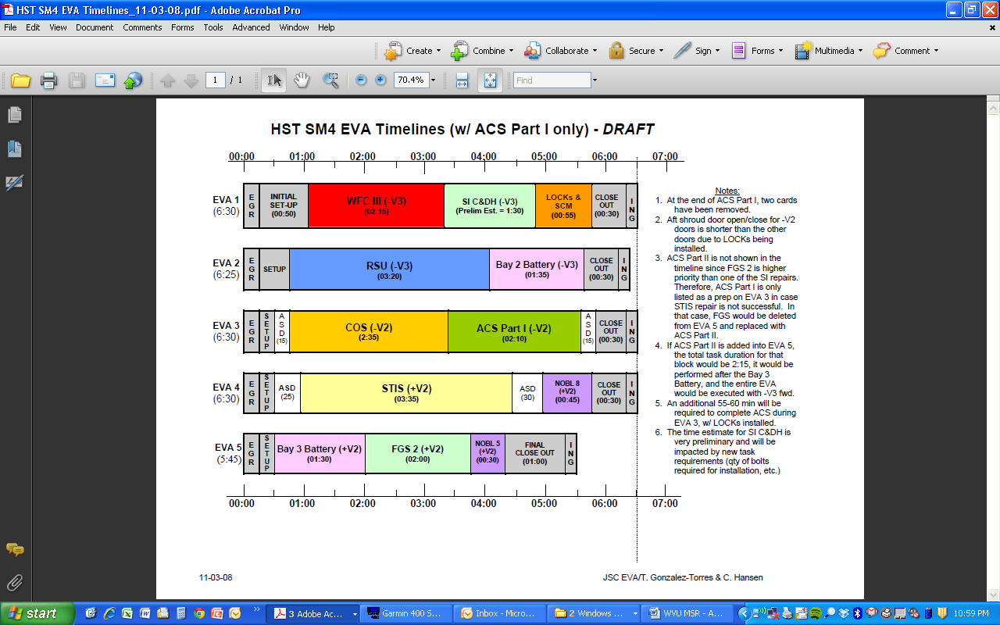 HST SM4 EVA Timelines_11-03-08.pdf - Adobe Acrobat Pro
File Edit View Document Comments Forms Tools Advanced Window Help
Create Combine Collaborate Secure Sign Forms Multimedia Comment
1 / 1 70.4% Find
HST SM4 EVA Timelines (w/ ACS Part I only) - DRAFT
00:00 01:00 02:00 03:00 04:00 05:00 06:00 07:00
EVA 1
(6:30)
EGR
INITIAL
SET-UP
(00:50)
WFC III (-V3)
(02:15)
SI C&DH (-V3)
(Prelim Est. = 1:30)
LOCKs &
SCM
(00:55)
CLOSE
OUT
(00:30)
ING
EVA 2
(6:25)
EGR
SETUP
RSU (-V3)
(03:20)
Bay 2 Battery (-V3)
(01:35)
CLOSE
OUT
(00:30)
ING
EVA 3
(6:30)
EGR
SETUP
ASD
(15)
COS (-V2)
(2:35)
ACS Part I (-V2)
(02:10)
ASD
(15)
CLOSE
OUT
(00:30)
ING
EVA 4
(6:30)
EGR
SETUP
ASD
(25)
STIS (+V2)
(03:35)
ASD
(30)
NOBL 8
(+V2)
(00:45)
CLOSE
OUT
(00:30)
ING
EVA 5
(5:45)
EGR
SETUP
Bay 3 Battery (+V2)
(01:30)
FGS 2 (+V2)
(02:00)
NOBL 5
(+V2)
(00:30)
FINAL
CLOSE OUT
(01:00)
ING
00:00 01:00 02:00 03:00 04:00 05:00 06:00 07:00
Notes:
1. At the end of ACS Part I, two cards
have been removed.
2. Aft shroud door open/close for -V2
doors is shorter than the other
doors due to LOCKs being
installed.
3. ACS Part II is not shown in the
timeline since FGS 2 is higher
priority than one of the SI repairs.
Therefore, ACS Part I is only
listed as a prep on EVA 3 in case
STIS repair is not successful. In
that case, FGS would be deleted
from EVA 5 and replaced with
ACS Part II.
4. If ACS Part II is added into EVA 5,
the total task duration for that
block would be 2:15, it would be
performed after the Bay 3
Battery, and the entire EVA
would be executed with -V3 fwd.
5. An additional 55-60 min will be
required to complete ACS during
EVA 3, w/ LOCKs installed.
6. The time estimate for SI C&DH is
very preliminary and will be
impacted by new task
requirements (qty of bolts
required for installation, etc.)
11-03-08
JSC EVA/T. Gonzalez-Torres & C. Hansen
start 3 Adobe Ac... Garmin 400 S... Inbox - Micro... 2 Windows ... WVU MSR - A... 10:59 PM